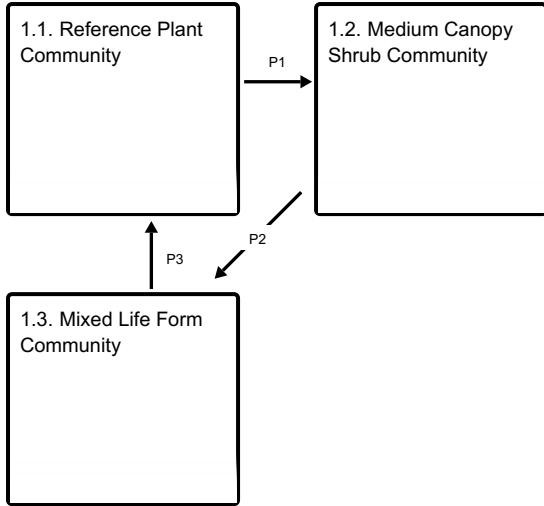 1.1. Reference Plant
Community
P1
1.2. Medium Canopy
Shrub Community
P2
P3
1.3. Mixed Life Form
Community